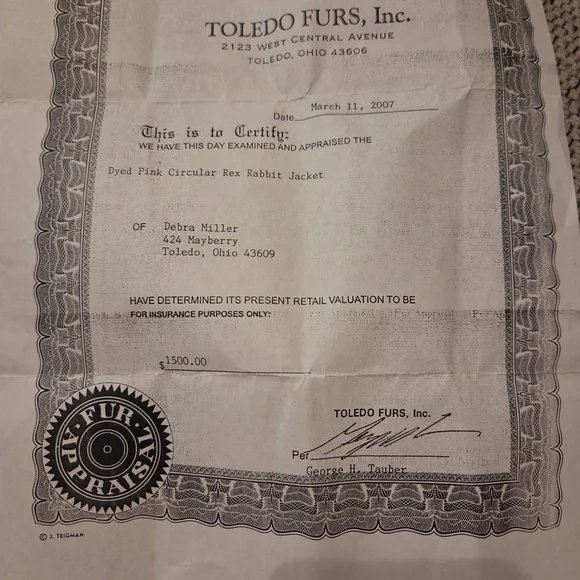 TOLEDO FURS, Inc.
2123 WEST CENTRAL AVENUE
TOLEDO, OHIO 43606
Date March 11, 2007
This is to Certify:
WE HAVE THIS DAY EXAMINED AND APPRAISED THE
Dyed Pink Circular Rex Rabbit Jacket
OF Debra Miller
424 Mayberry
Toledo, Ohio 43609
HAVE DETERMINED ITS PRESENT RETAIL VALUATION TO BE
FOR INSURANCE PURPOSES ONLY:
$1500.00
TOLEDO FURS, Inc.
Per
George H. Tauber
FUR APPRAISAL
© J. TEIGMAN